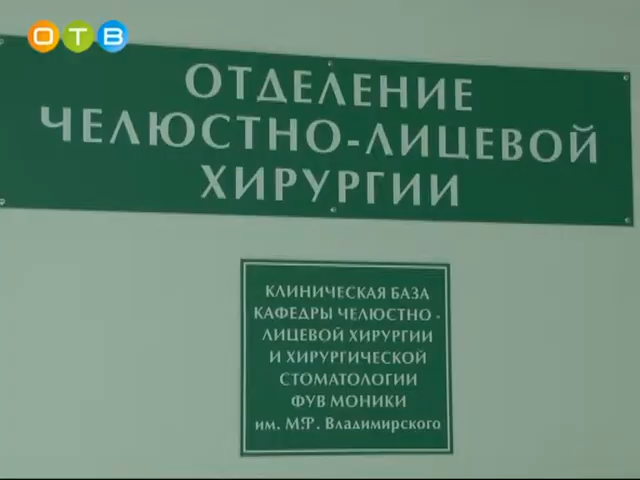 ОТВ
ОТДЕЛЕНИЕ
ЧЕЛЮСТНО-ЛИЦЕВОЙ
ХИРУРГИИ
КЛИНИЧЕСКАЯ БАЗА
КАФЕДРЫ ЧЕЛЮСТНО -
ЛИЦЕВОЙ ХИРУРГИИ
И ХИРУРГИЧЕСКОЙ
СТОМАТОЛОГИИ
ФУВ МОНИКИ
им. М.Ф. Владимирского